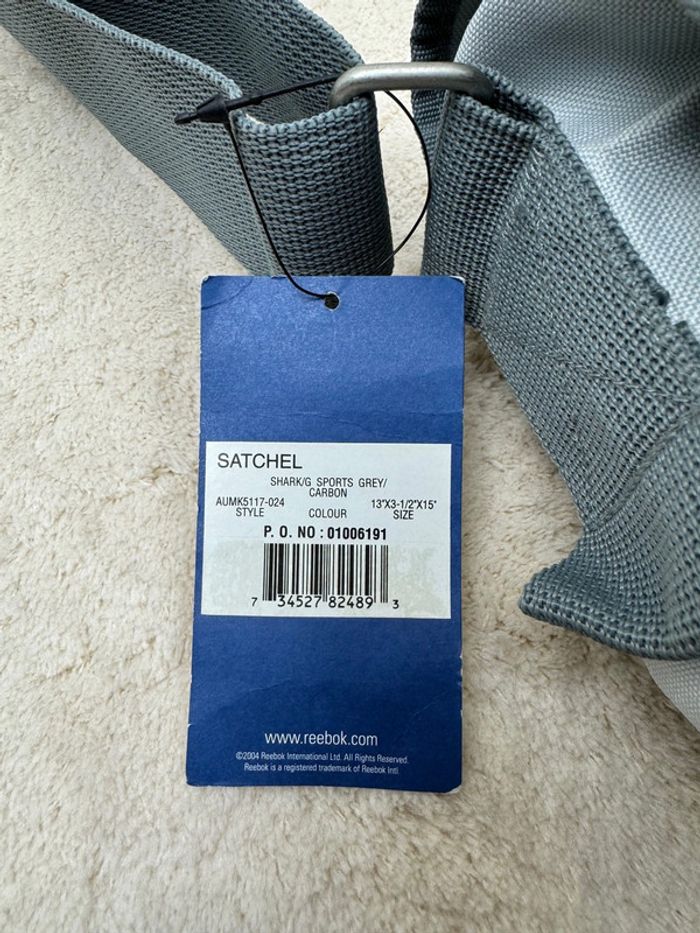 SATCHEL
SHARK/G SPORTS GREY/
CARBON
AUMK5117-024 13"X3-1/2"X15"
STYLE COLOUR SIZE
P. O. NO : 01006191
7 34527 82489 3
www.reebok.com
©2004 Reebok International Ltd. All Rights Reserved.
Reebok is a registered trademark of Reebok Intl.